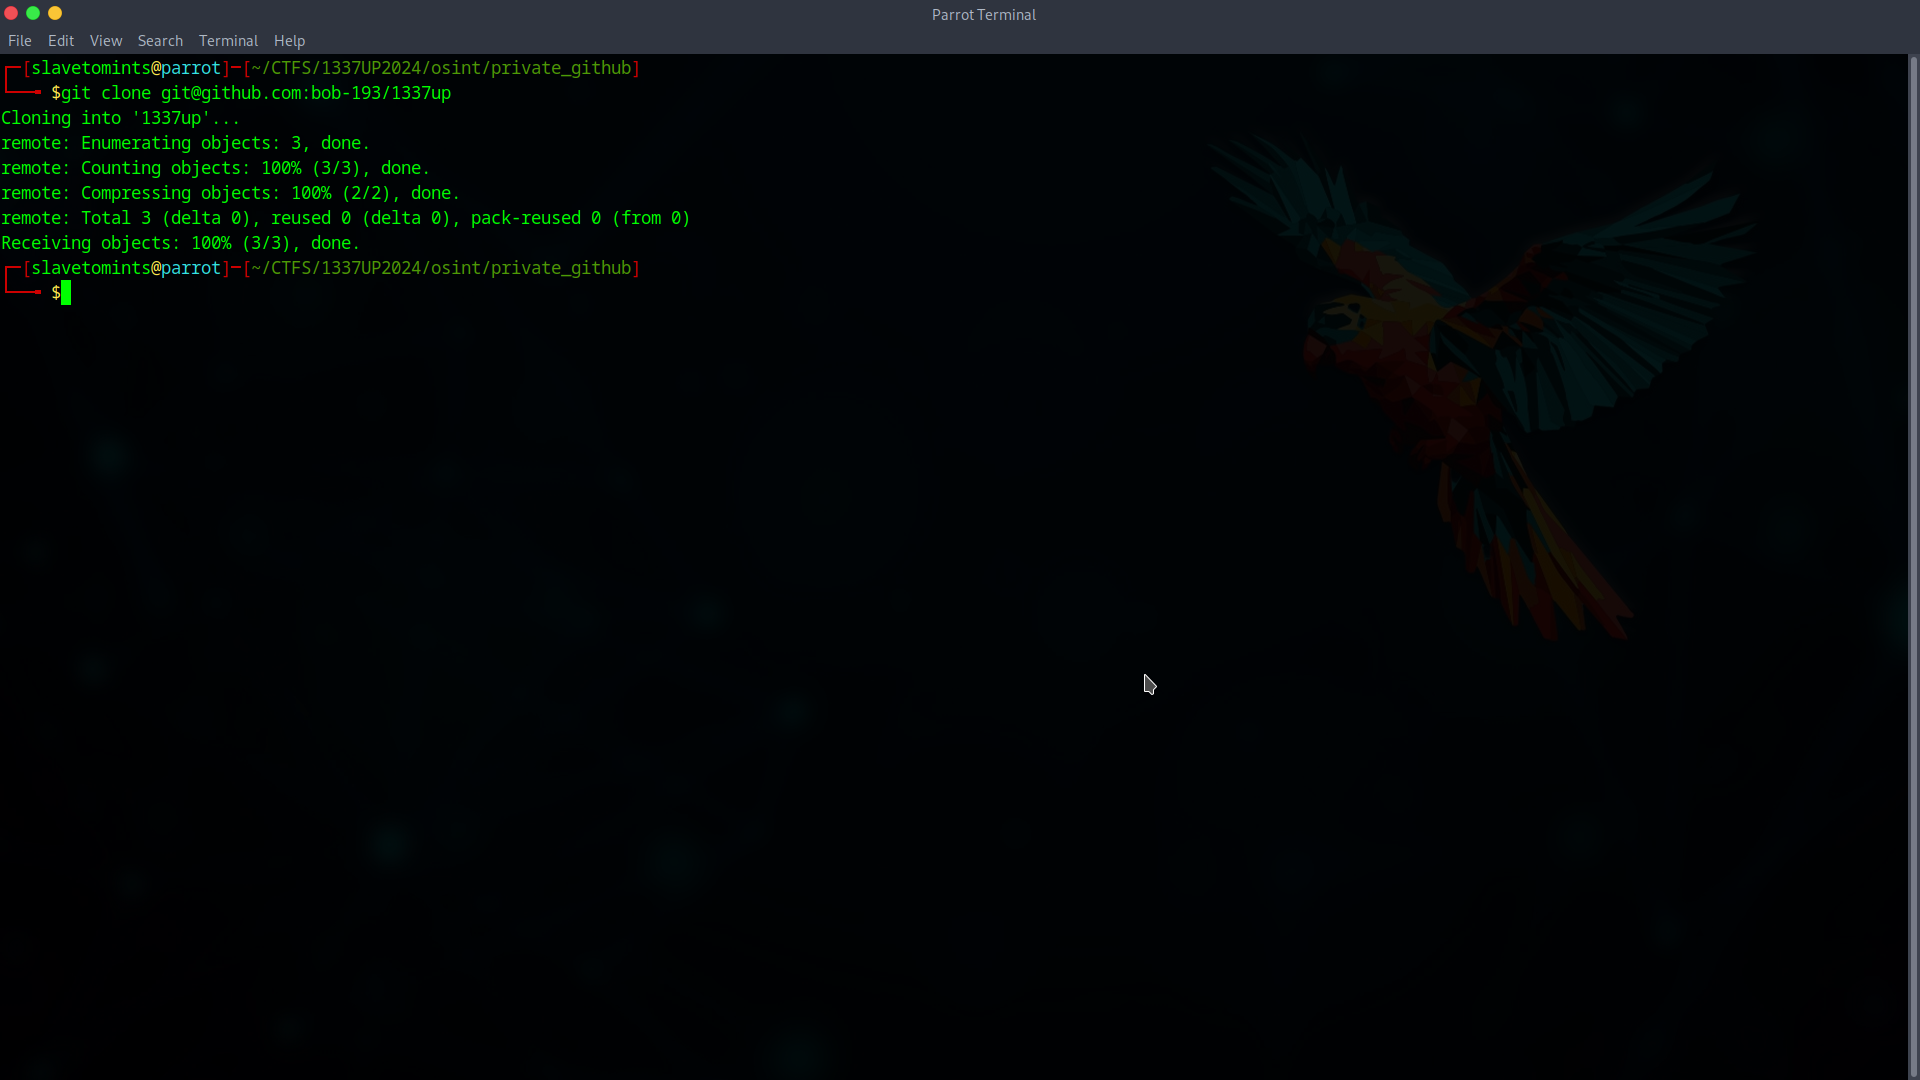 Parrot Terminal
File Edit View Search Terminal Help
┌─[slavetomints@parrot]─[~/CTFS/1337UP2024/osint/private_github]
└──╼ $git clone git@github.com:bob-193/1337up
Cloning into '1337up'...
remote: Enumerating objects: 3, done.
remote: Counting objects: 100% (3/3), done.
remote: Compressing objects: 100% (2/2), done.
remote: Total 3 (delta 0), reused 0 (delta 0), pack-reused 0 (from 0)
Receiving objects: 100% (3/3), done.
┌─[slavetomints@parrot]─[~/CTFS/1337UP2024/osint/private_github]
└──╼ $